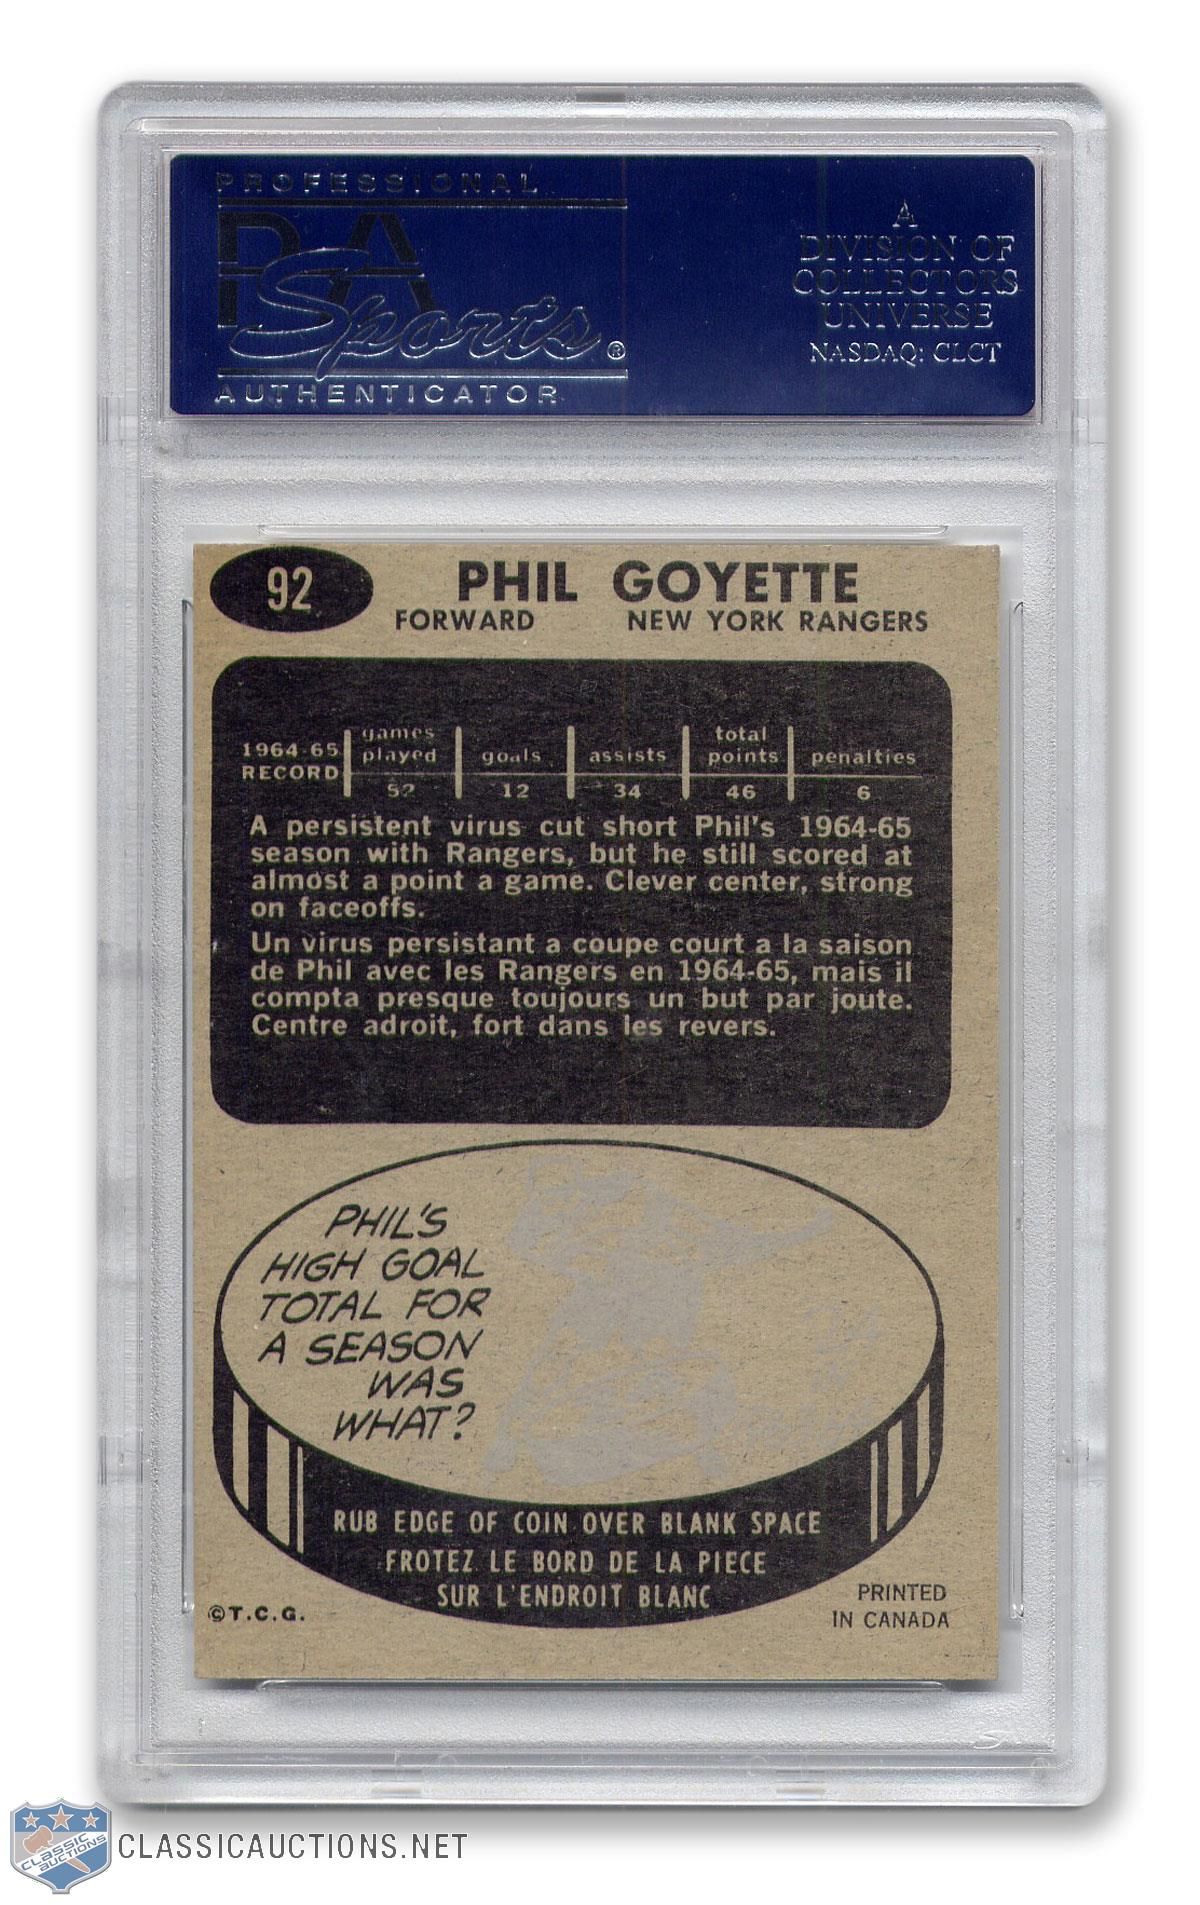 PROFESSIONAL
PSA
Sports®
AUTHENTICATOR
A
DIVISION OF
COLLECTORS
UNIVERSE
NASDAQ: CLCT
92
PHIL GOYETTE
FORWARD NEW YORK RANGERS
1964-65 RECORD games played goals assists total points penalties
52 12 34 46 6
A persistent virus cut short Phil's 1964-65
season with Rangers, but he still scored at
almost a point a game. Clever center, strong
on faceoffs.
Un virus persistant a coupe court a la saison
de Phil avec les Rangers en 1964-65, mais il
compta presque toujours un but par joute.
Centre adroit, fort dans les revers.
PHIL'S
HIGH GOAL
TOTAL FOR
A SEASON
WAS
WHAT?
RUB EDGE OF COIN OVER BLANK SPACE
FROTEZ LE BORD DE LA PIECE
SUR L'ENDROIT BLANC
©T.C.G.
PRINTED
IN CANADA
CLASSIC
AUCTIONS
CLASSICAUCTIONS.NET